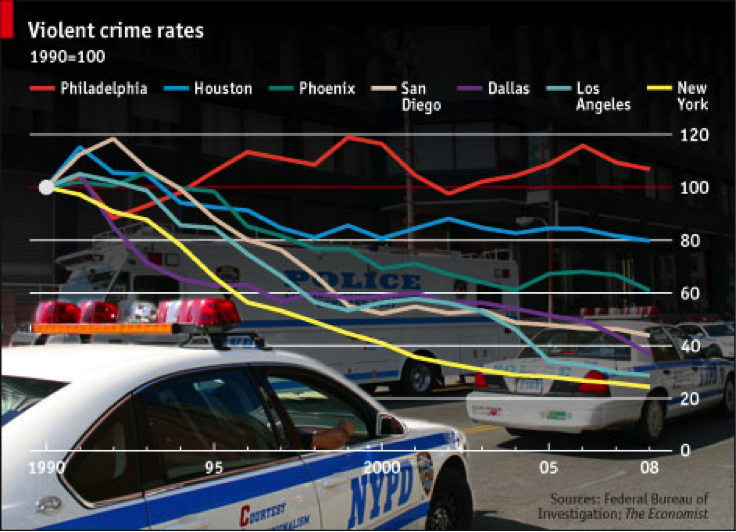 Violent crime rates
1990=100
Philadelphia Houston Phoenix San Diego Dallas Los Angeles New York
120
100
80
POLICE
60
40
20
0
1990 95 2000 05 08
COURTESY
NYPD
Sources: Federal Bureau of
Investigation; The Economist